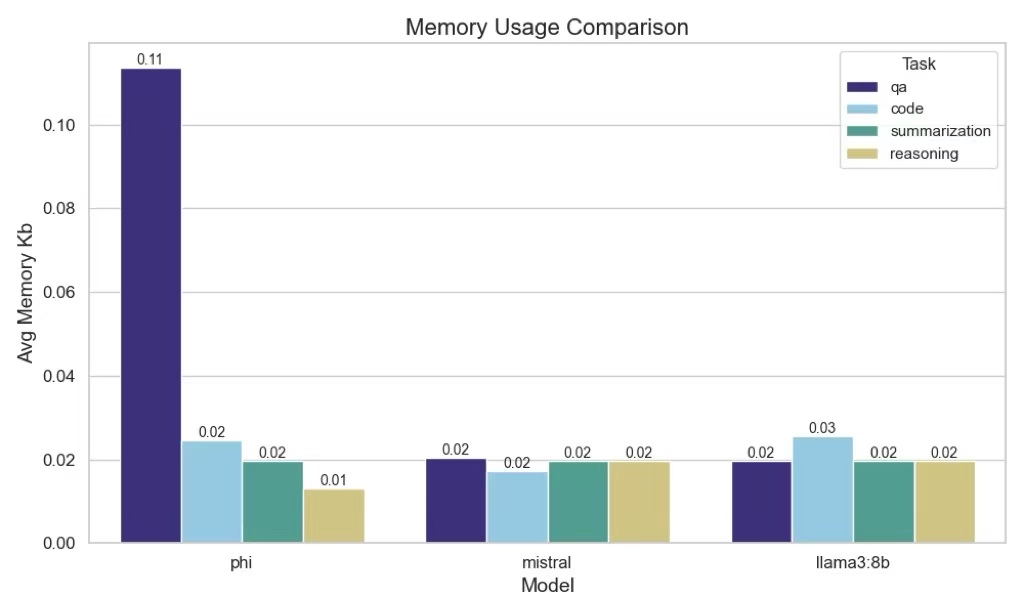 Memory Usage Comparison
Task
qa
code
summarization
reasoning
Avg Memory Kb
0.10
0.08
0.06
0.04
0.02
0.00
0.11
0.02
0.02
0.01
0.02
0.02
0.02
0.02
0.02
0.03
0.02
0.02
phi
mistral
llama3:8b
Model